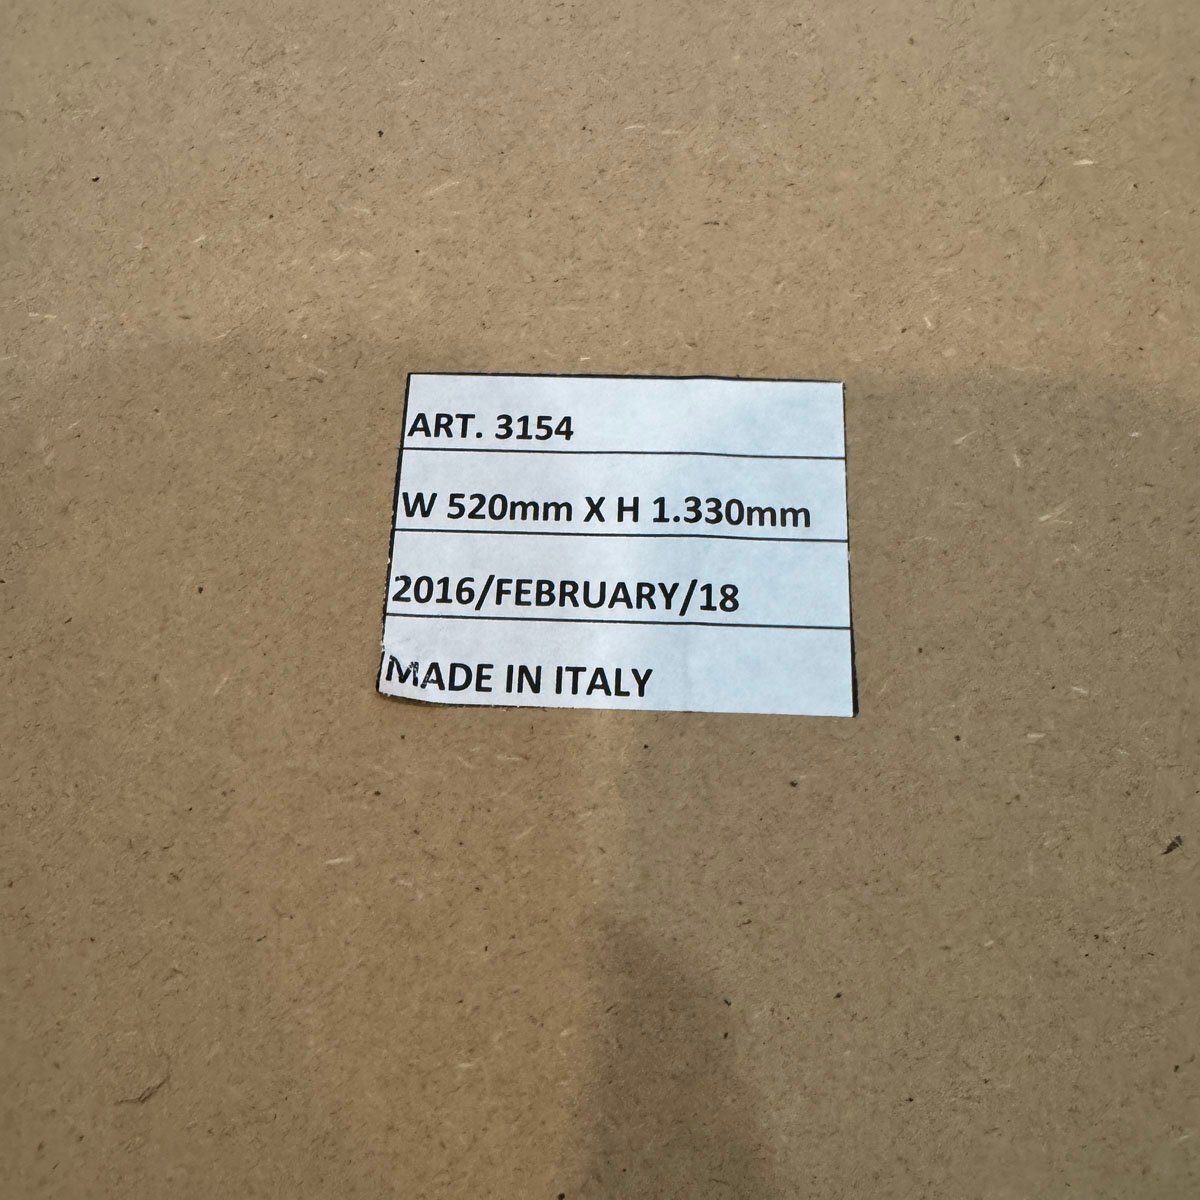 ART. 3154
W 520mm X H 1.330mm
2016/FEBRUARY/18
MADE IN ITALY